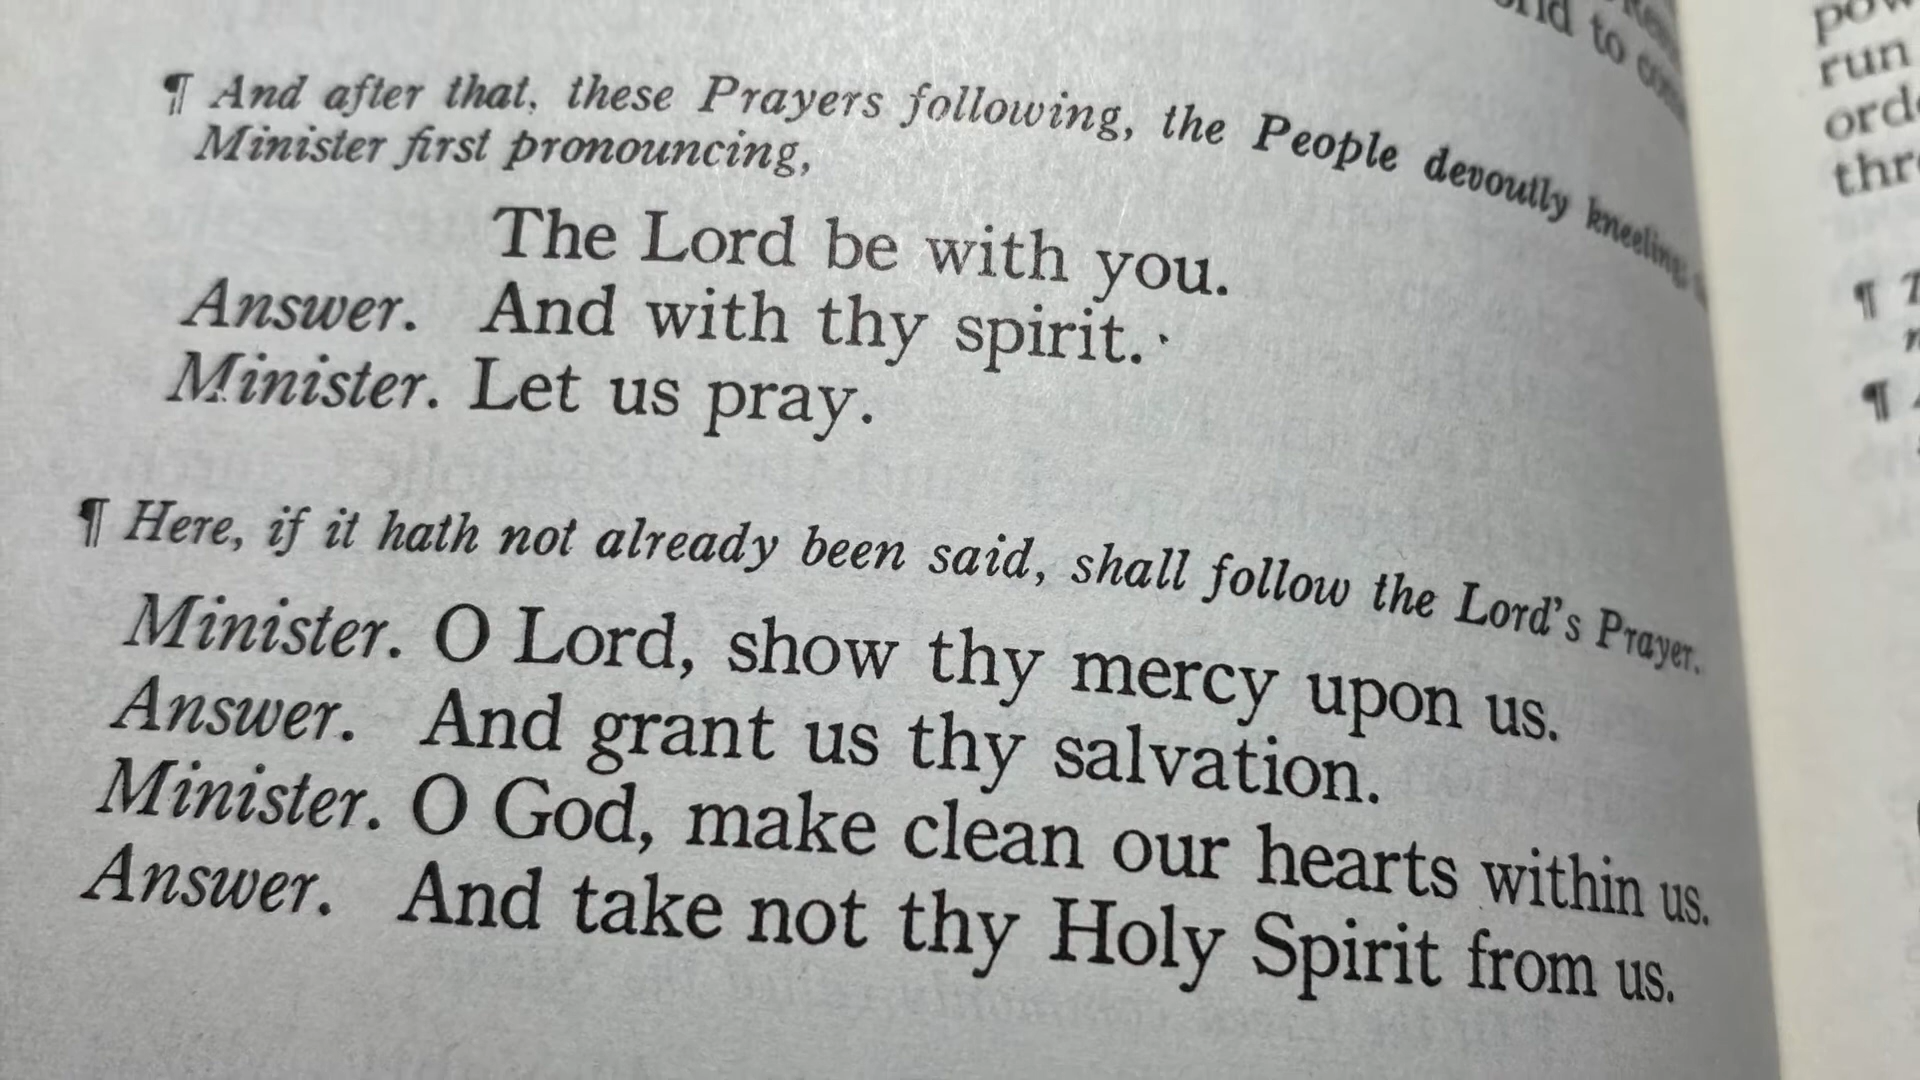 to
¶ And after that, these Prayers following, the People devoutly kneeling;
Minister first pronouncing,
The Lord be with you.
Answer. And with thy spirit.
Minister. Let us pray.
¶ Here, if it hath not already been said, shall follow the Lord's Prayer.
Minister. O Lord, show thy mercy upon us.
Answer. And grant us thy salvation.
Minister. O God, make clean our hearts within us.
Answer. And take not thy Holy Spirit from us.
run
¶
¶